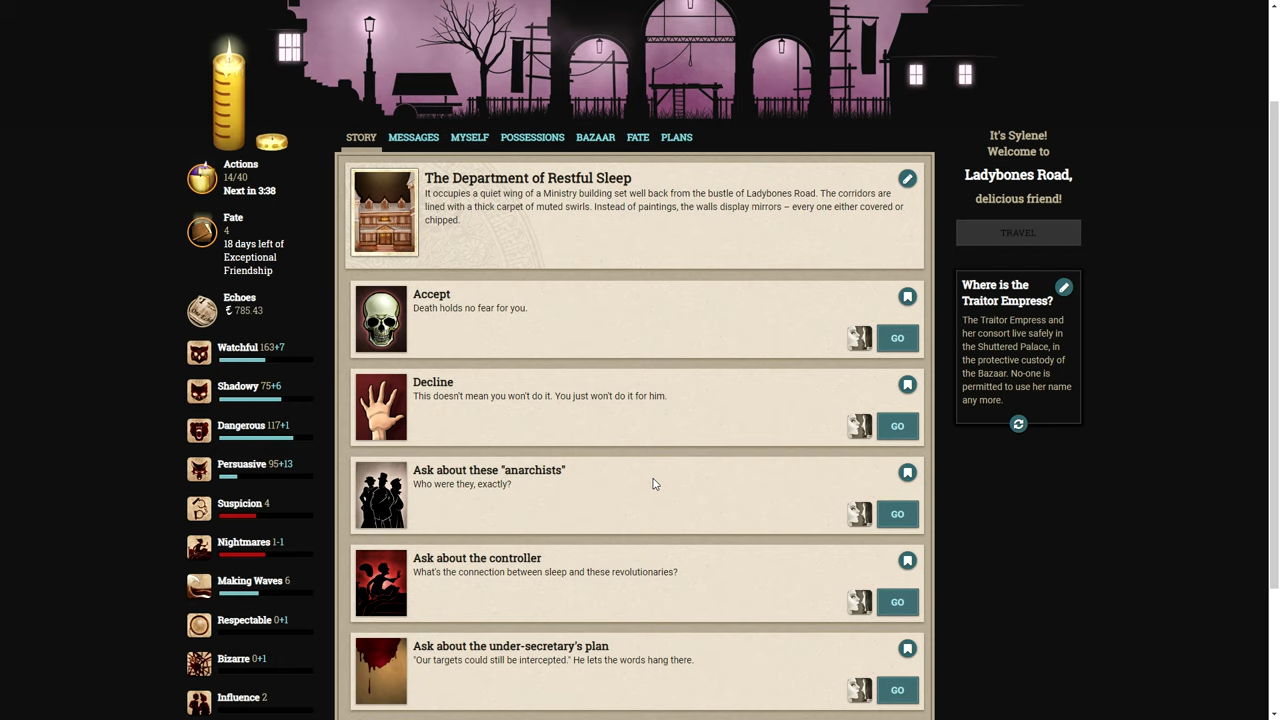 STORY MESSAGES MYSELF POSSESSIONS BAZAAR FATE PLANS
Actions
14/40
Next in 3:38
Fate
4
18 days left of
Exceptional
Friendship
Echoes
785.43
Watchful 163+7
Shadowy 75+6
Dangerous 117+1
Persuasive 95+13
Suspicion 4
Nightmares 1-1
Making Waves 6
Respectable 0+1
Bizarre 0+1
Influence 2
The Department of Restful Sleep
It occupies a quiet wing of a Ministry building set well back from the bustle of Ladybones Road. The corridors are
lined with a thick carpet of muted swirls. Instead of paintings, the walls display mirrors – every one either covered or
chipped.
Accept
Death holds no fear for you.
GO
Decline
This doesn't mean you won't do it. You just won't do it for him.
GO
Ask about these "anarchists"
Who were they, exactly?
GO
Ask about the controller
What's the connection between sleep and these revolutionaries?
GO
Ask about the under-secretary's plan
"Our targets could still be intercepted." He lets the words hang there.
GO
It's Sylene!
Welcome to
Ladybones Road,
delicious friend!
TRAVEL
Where is the
Traitor Empress?
The Traitor Empress and
her consort live safely in
the Shuttered Palace, in
the protective custody of
the Bazaar. No-one is
permitted to use her name
any more.